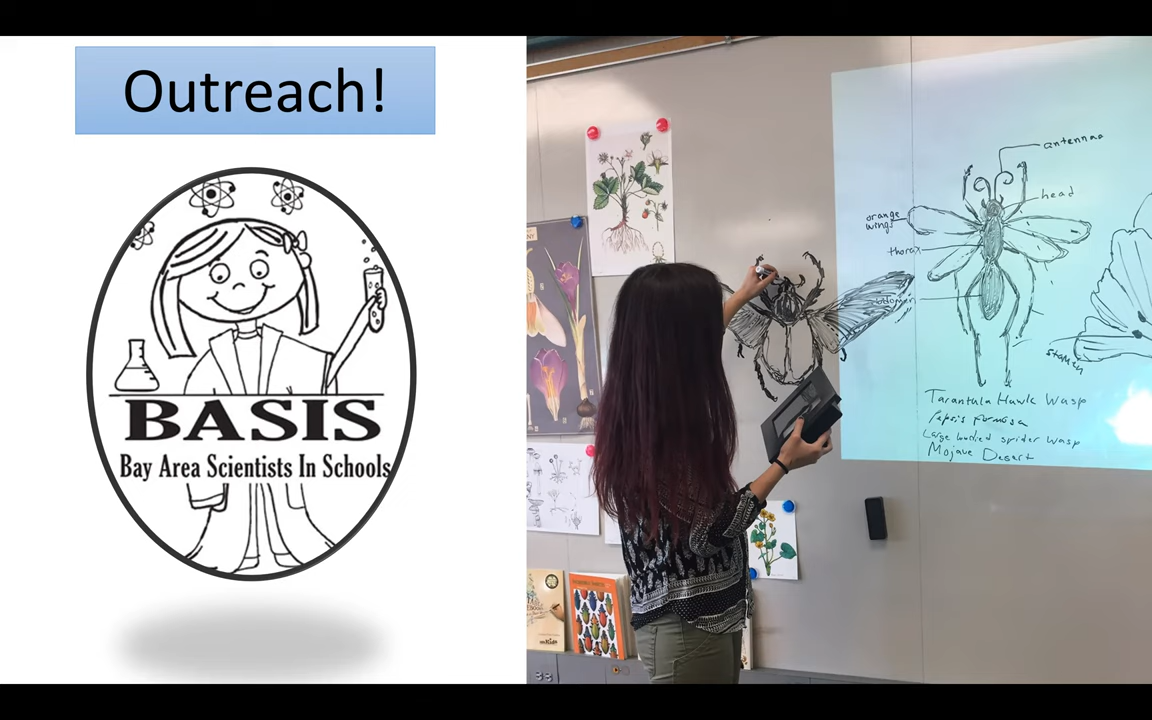 Outreach!
BASIS
Bay Area Scientists In Schools
antennae
head
orange
wings
thorax
abdomen
stamen
Tarantula Hawk Wasp
Pepsis formosa
Large bodied spider wasp
Mojave Desert